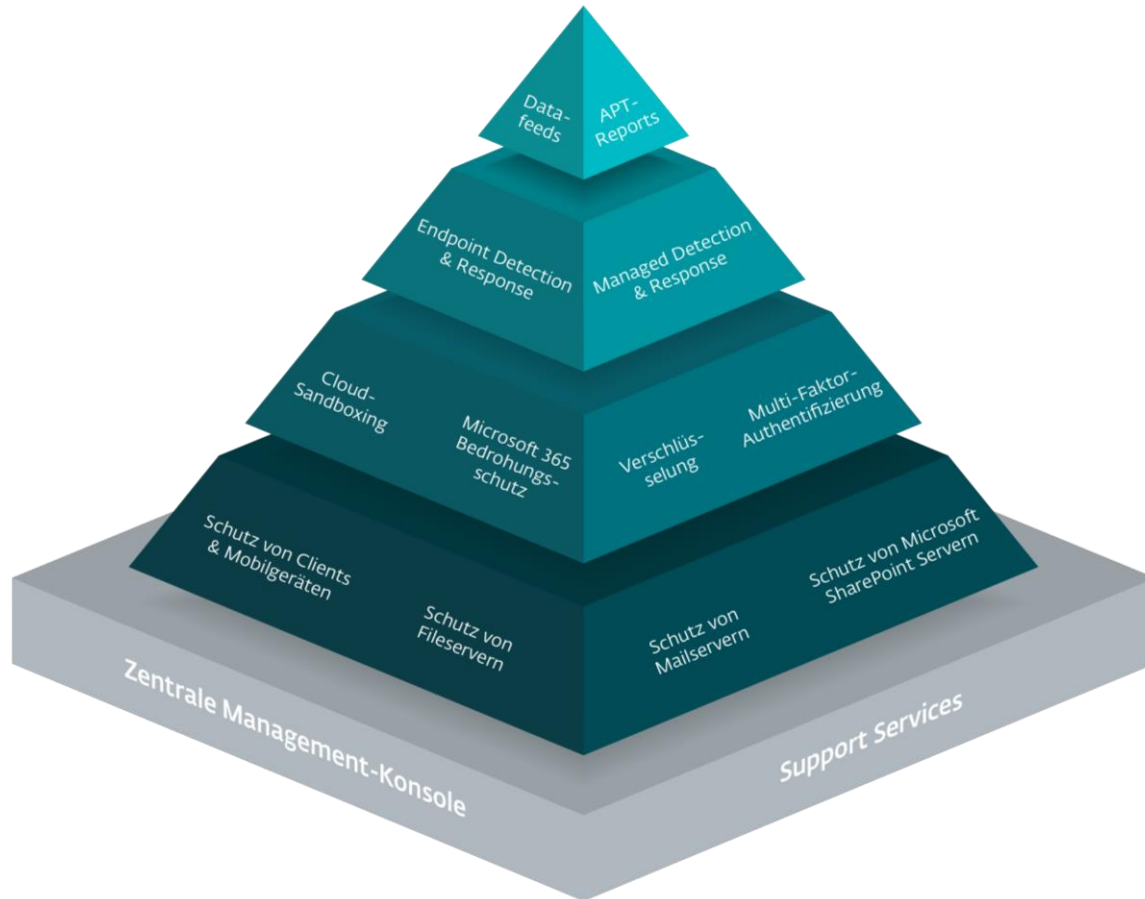 Data-
feeds
APT-
Reports
Endpoint Detection
& Response
Managed Detection
& Response
Cloud-
Sandboxing
Microsoft 365
Bedrohungs-
schutz
Verschlüs-
selung
Multi-Faktor-
Authentifizierung
Schutz von Clients
& Mobilgeräten
Schutz von
Fileservern
Schutz von
Mailservern
Schutz von Microsoft
SharePoint Servern
Zentrale Management-Konsole
Support Services